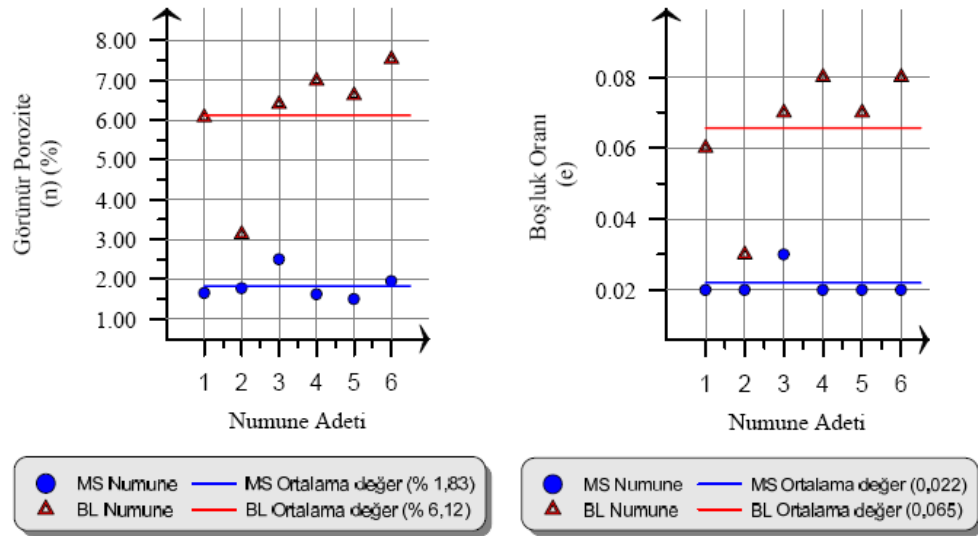 Görünür Porozite
(n) (%)
8.00
7.00
6.00
5.00
4.00
3.00
2.00
1.00
1 2 3 4 5 6
Numune Adeti
MS Numune MS Ortalama değer (% 1,83)
BL Numune BL Ortalama değer (% 6,12)
Boşluk Oranı
(e)
0.08
0.06
0.04
0.02
1 2 3 4 5 6
Numune Adeti
MS Numune MS Ortalama değer (0,022)
BL Numune BL Ortalama değer (0,065)